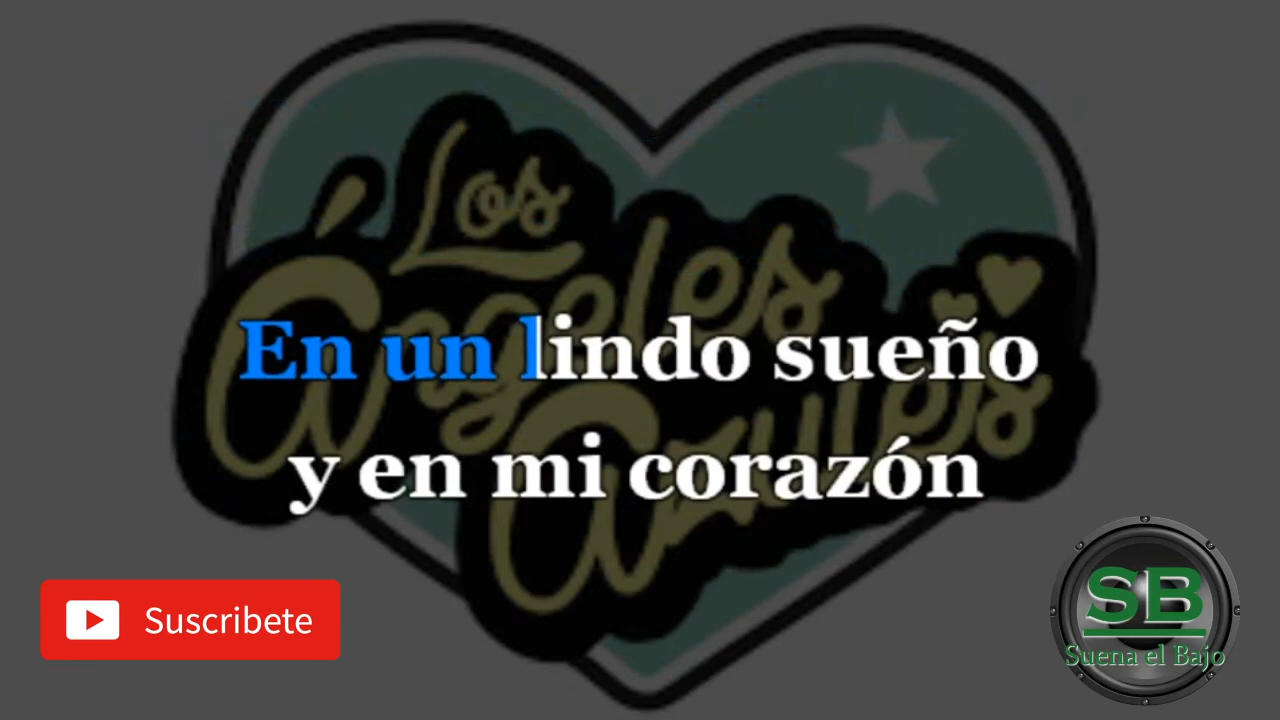 Los
Ángeles
Azules
En un lindo sueño
y en mi corazón
Suscribete
SB
Suena el Bajo